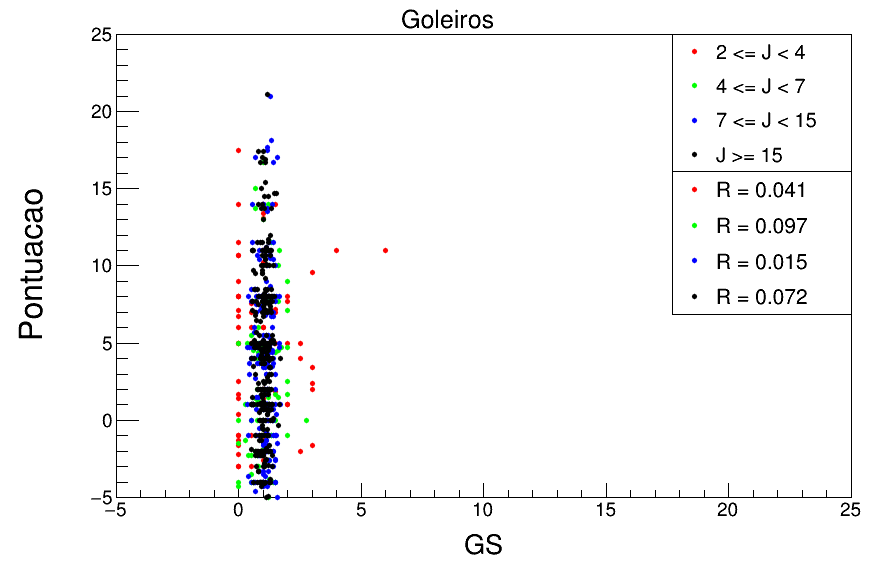 Goleiros
25
20
15
10
5
0
−5
Pontuacao
−5
0
5
10
15
20
25
GS
2 <= J < 4
4 <= J < 7
7 <= J < 15
J >= 15
R = 0.041
R = 0.097
R = 0.015
R = 0.072